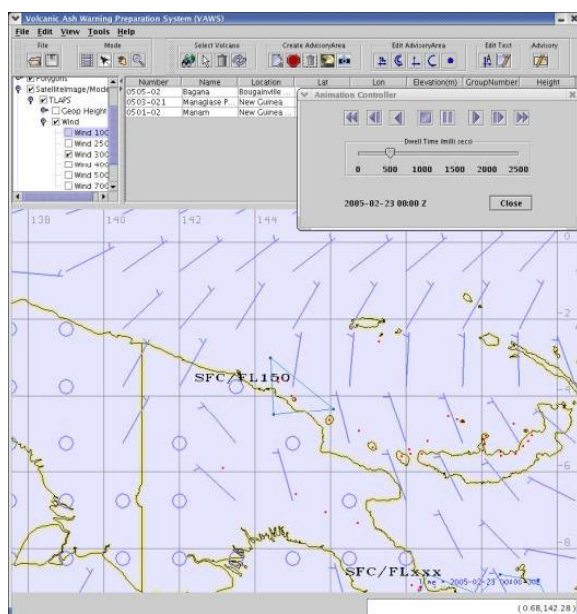 Volcanic Ash Warning Preparation System (VAWS)
File Edit View Tools Help
File Mode Select Volcano Create AdvisoryArea Edit AdvisoryArea Edit Text Advisory
Polygons
SatelliteImage/Mode
TLAPS
Geop Height
Wind
Wind 100
Wind 250
Wind 300
Wind 400
Wind 500
Wind 700
Number Name Location Lat Lon Elevation(m) GroupNumber Height
0505-02 Bagana Bougainville ...
0503-021 Managlase P... New Guinea
0501-02 Manam New Guinea
Animation Controller
Dwell Time (milli secs)
0 500 1000 1500 2000 2500
2005-02-23 00:00 Z Close
138 140 142 144
0
-2
SFC/FL150
-4
-6
-8
SFC/FLxxx
(0.68,142.28)